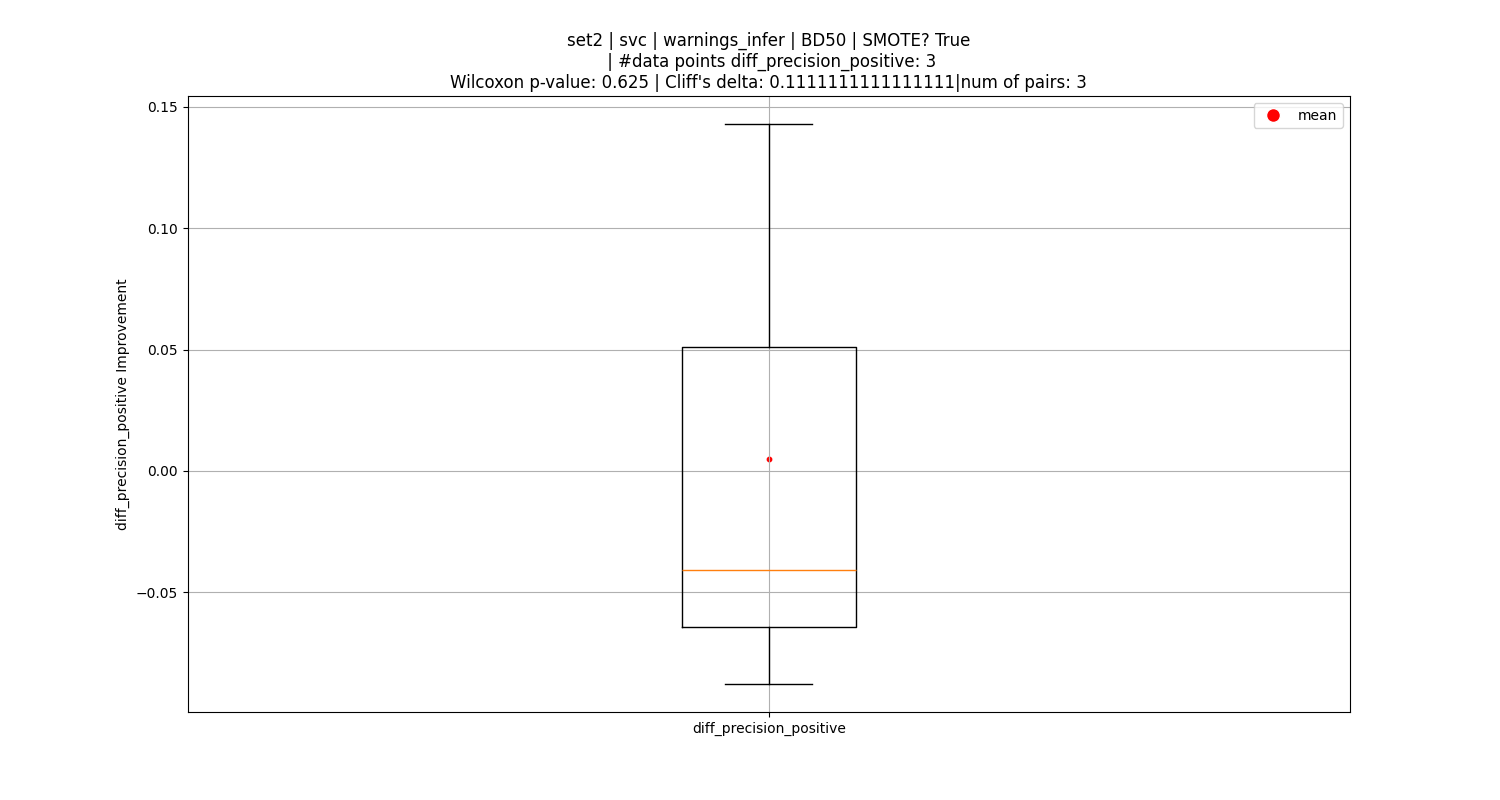 set2 | svc | warnings_infer | BD50 | SMOTE? True
| #data points diff_precision_positive: 3
Wilcoxon p-value: 0.625 | Cliff's delta: 0.1111111111111111|num of pairs: 3
mean
0.15
0.10
0.05
0.00
−0.05
diff_precision_positive Improvement
diff_precision_positive